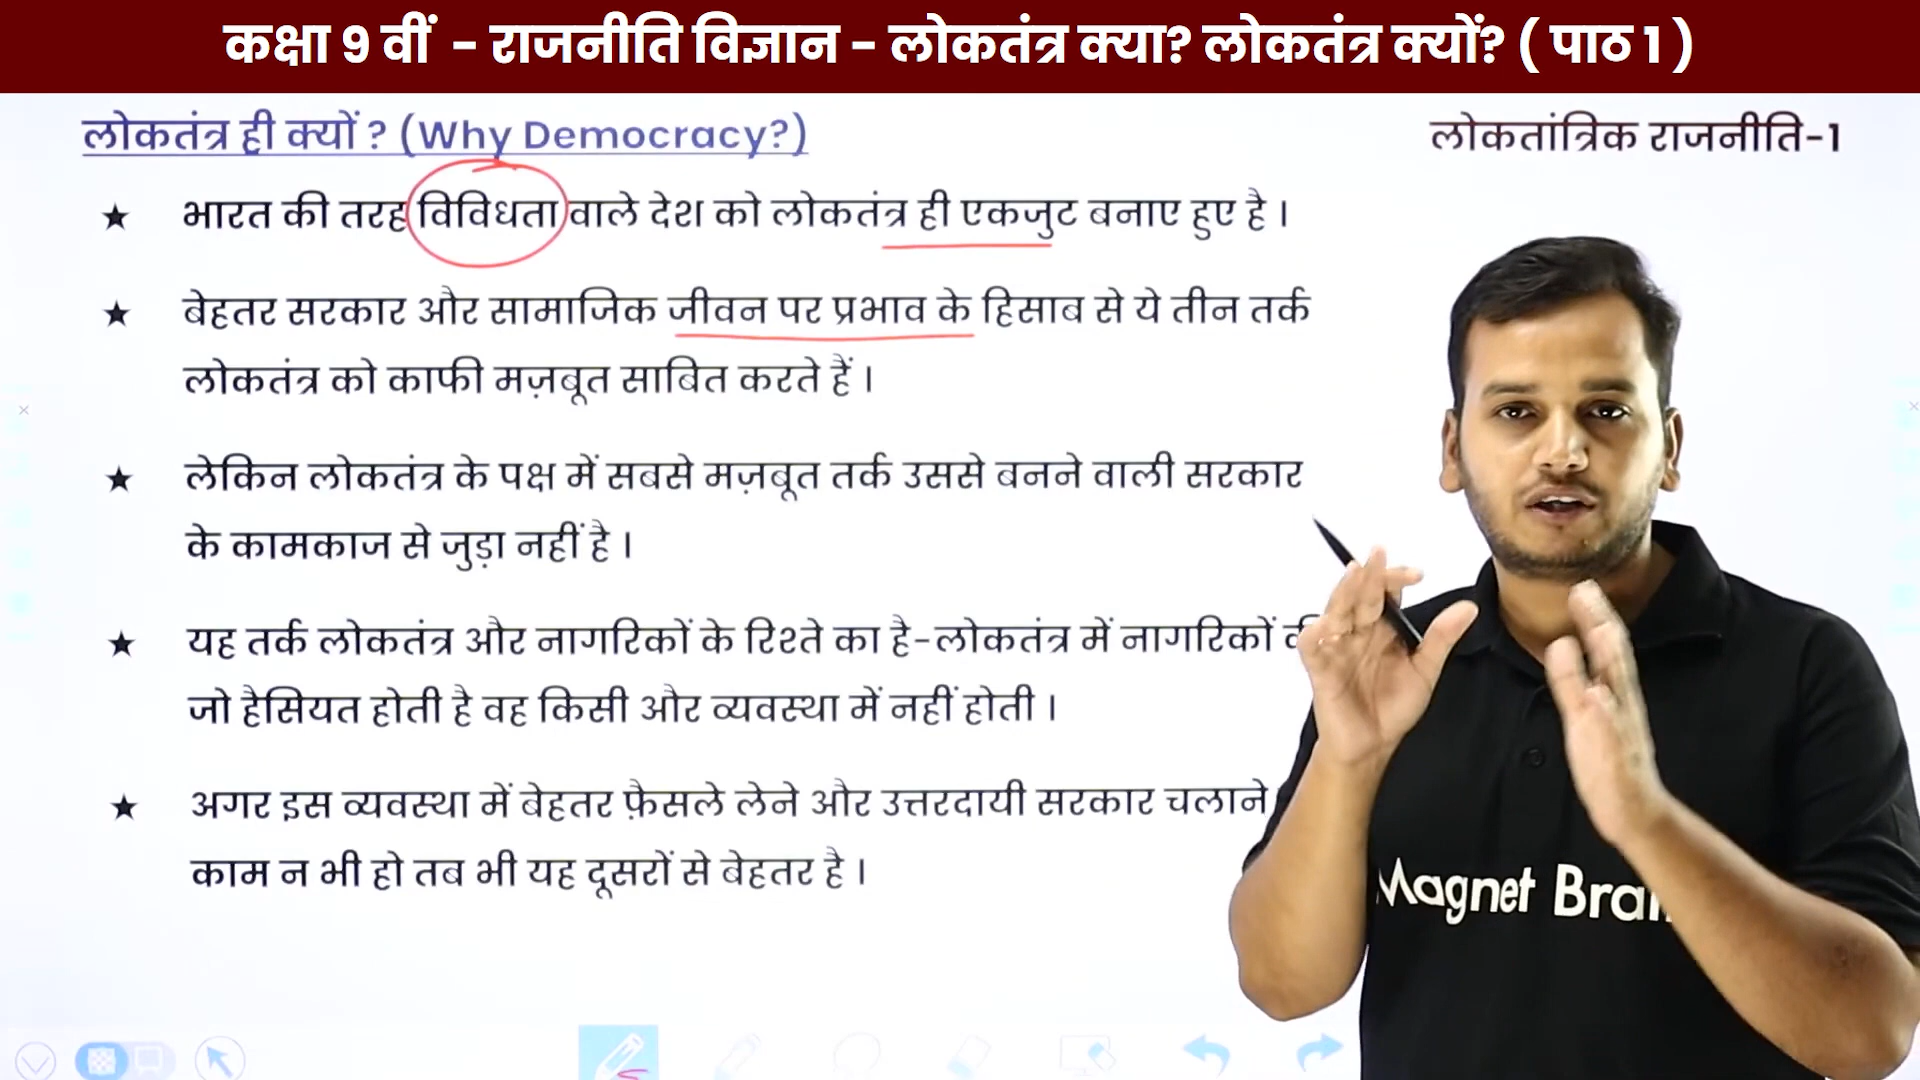 कक्षा 9 वीं - राजनीति विज्ञान - लोकतंत्र क्या? लोकतंत्र क्यों? ( पाठ 1 )
लोकतंत्र ही क्यों ? (Why Democracy?)
लोकतांत्रिक राजनीति-1
★ भारत की तरह विविधता वाले देश को लोकतंत्र ही एकजुट बनाए हुए है ।
★ बेहतर सरकार और सामाजिक जीवन पर प्रभाव के हिसाब से ये तीन तर्क
लोकतंत्र को काफी मज़बूत साबित करते हैं ।
★ लेकिन लोकतंत्र के पक्ष में सबसे मज़बूत तर्क उससे बनने वाली सरकार
के कामकाज से जुड़ा नहीं है ।
★ यह तर्क लोकतंत्र और नागरिकों के रिश्ते का है-लोकतंत्र में नागरिकों
जो हैसियत होती है वह किसी और व्यवस्था में नहीं होती ।
★ अगर इस व्यवस्था में बेहतर फ़ैसले लेने और उत्तरदायी सरकार चलाने
काम न भी हो तब भी यह दूसरों से बेहतर है ।
Magnet